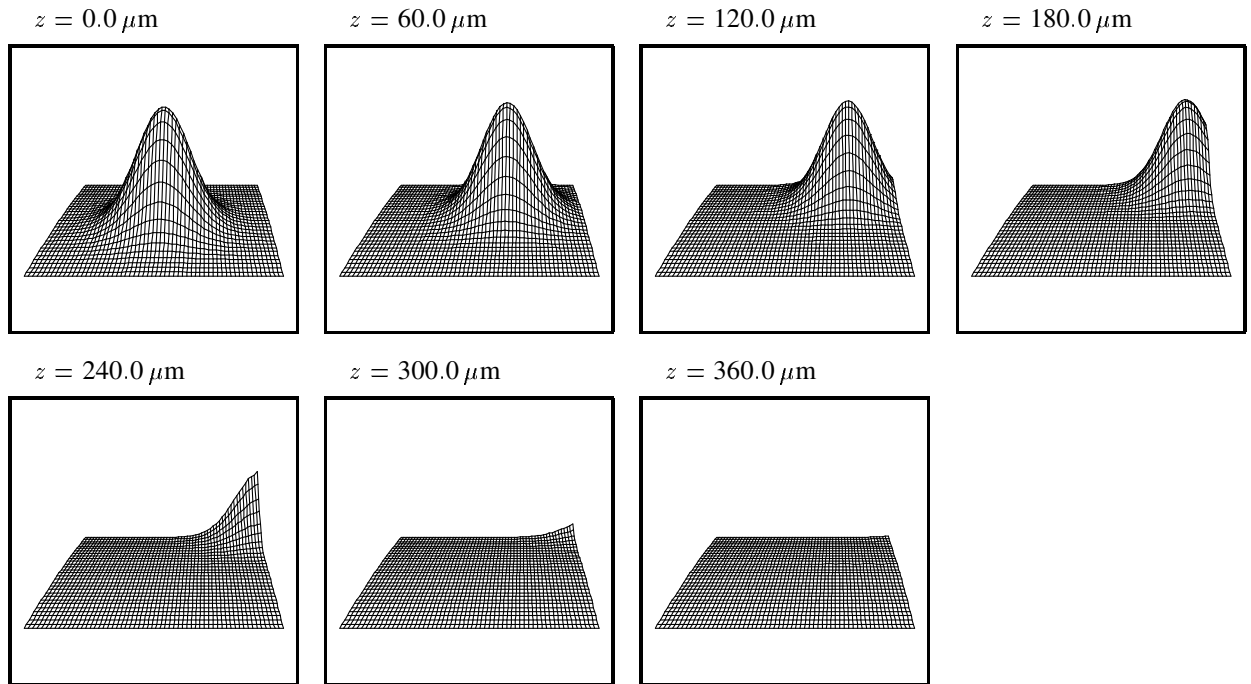 z = 0.0 μm
z = 60.0 μm
z = 120.0 μm
z = 180.0 μm
z = 240.0 μm
z = 300.0 μm
z = 360.0 μm